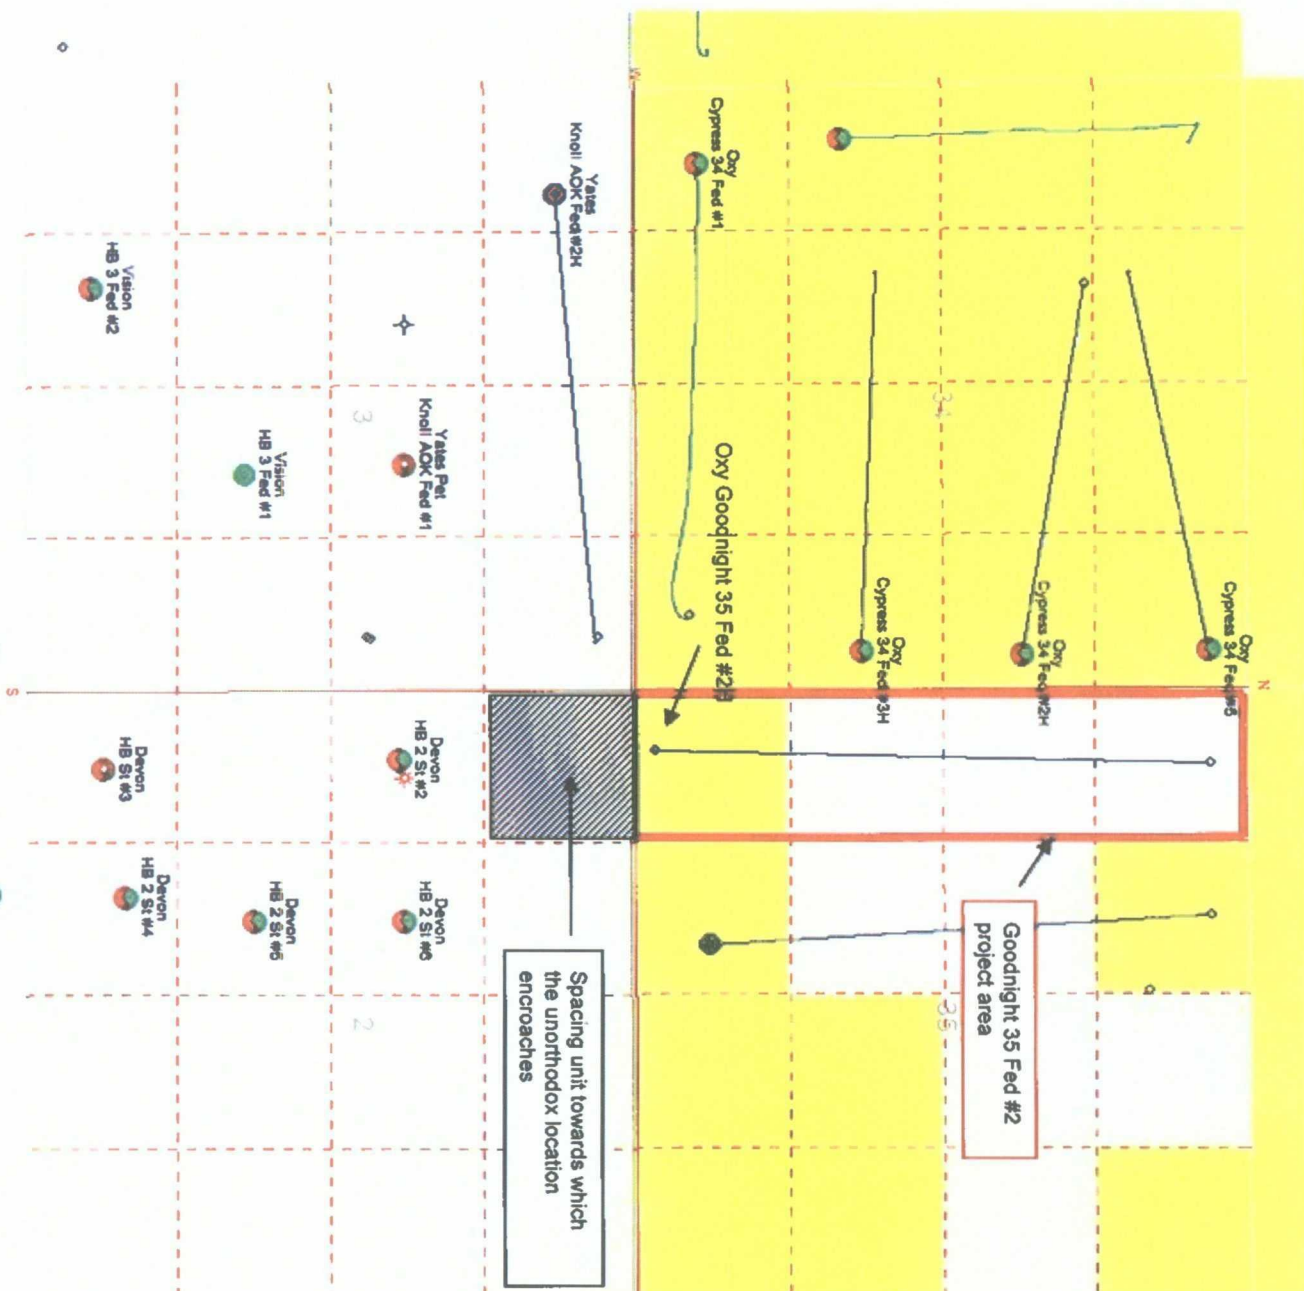 Oxy
Cypress 34 Fed #1
Yates
Knoll AOK Fed #2H
Vision
HB 3 Fed #2
3
Yates Pet
Knoll AOK Fed #1
Vision
HB 3 Fed #1
34
Oxy Goodnight 35 Fed #2H
Oxy
Cypress 34 Fed #3H
Oxy
Cypress 34 Fed #2H
Oxy
Cypress 34 Fed #5
N
S
Devon
HB St #3
Devon
HB 2 St #2
Devon
HB 2 St #4
Devon
HB 2 St #5
Devon
HB 2 St #6
Goodnight 35 Fed #2
project area
Spacing unit towards which
the unorthodox location
encroaches
2
35